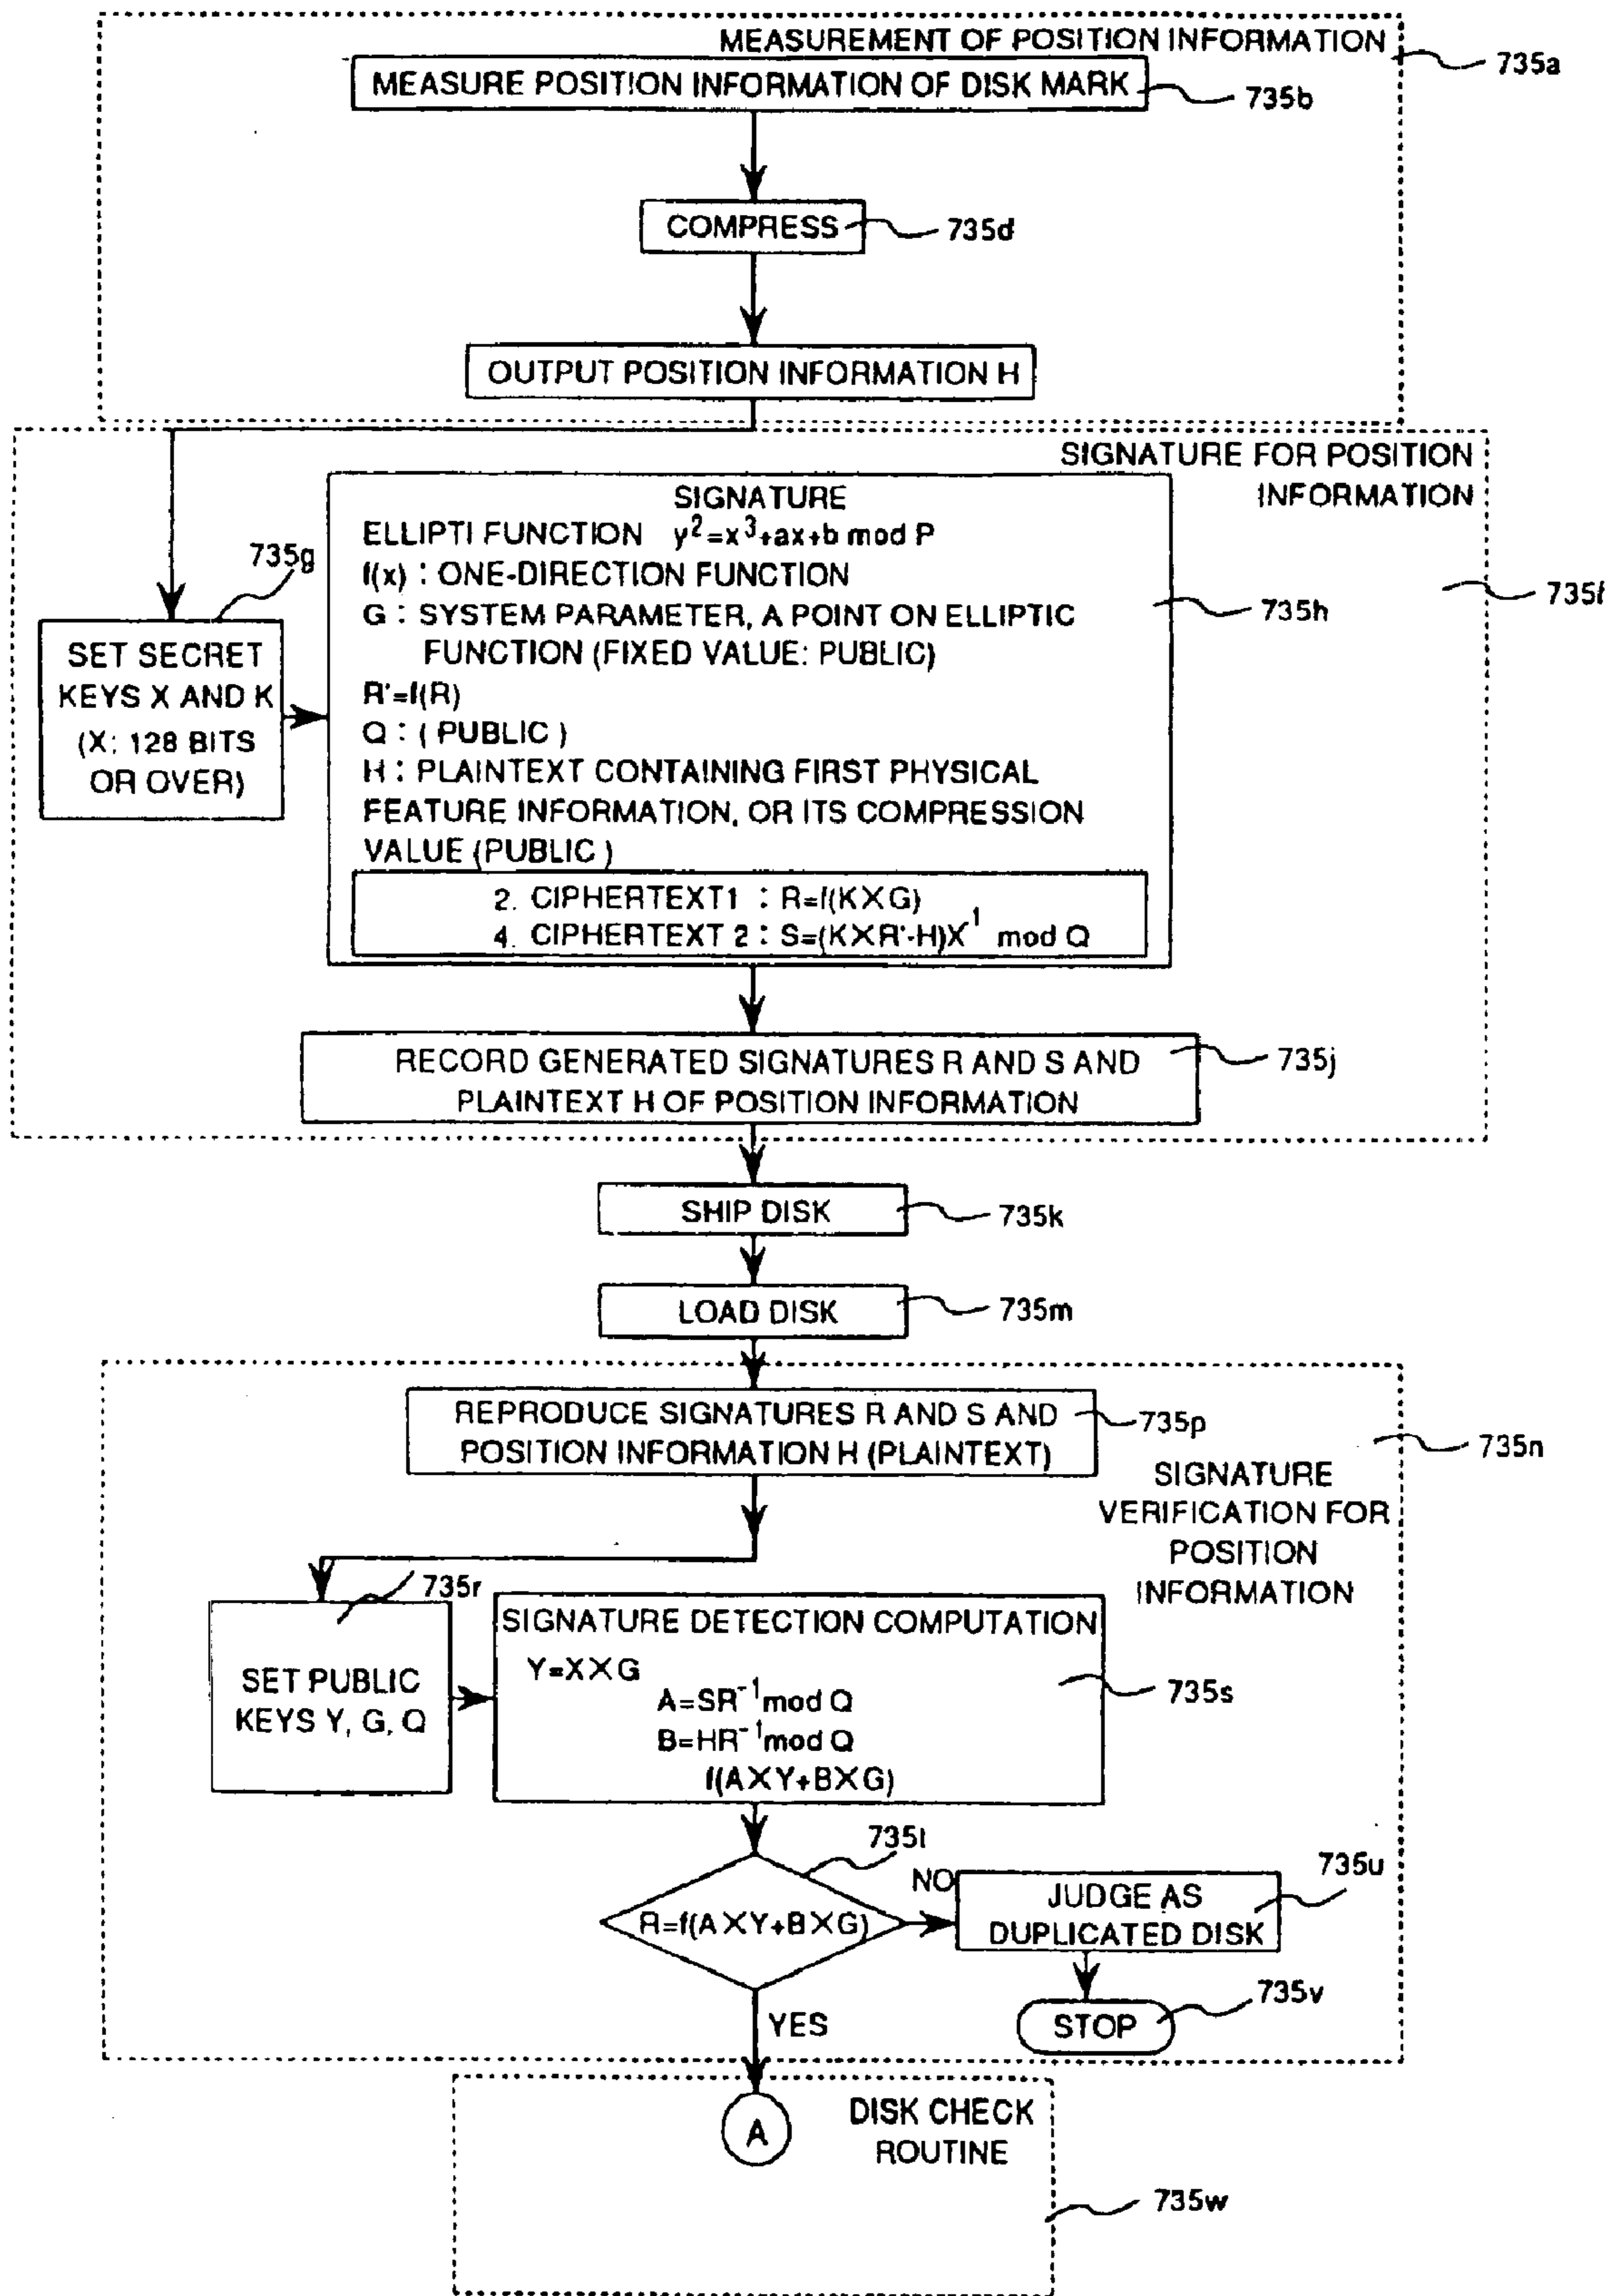 MEASUREMENT OF POSITION INFORMATION
735a
MEASURE POSITION INFORMATION OF DISK MARK
735b
COMPRESS
735d
OUTPUT POSITION INFORMATION H
SIGNATURE FOR POSITION
INFORMATION
735f
735g
SET SECRET
KEYS X AND K
(X: 128 BITS
OR OVER)
SIGNATURE
ELLIPTI FUNCTION y²=x³+ax+b mod P
f(x) : ONE-DIRECTION FUNCTION
G : SYSTEM PARAMETER, A POINT ON ELLIPTIC
FUNCTION (FIXED VALUE: PUBLIC)
R'=f(R)
Q : ( PUBLIC )
H : PLAINTEXT CONTAINING FIRST PHYSICAL
FEATURE INFORMATION, OR ITS COMPRESSION
VALUE (PUBLIC )
2. CIPHERTEXT1 : R=f(K×G)
4. CIPHERTEXT 2 : S=(K×R'-H)X⁻¹ mod Q
735h
RECORD GENERATED SIGNATURES R AND S AND
PLAINTEXT H OF POSITION INFORMATION
735j
SHIP DISK
735k
LOAD DISK
735m
REPRODUCE SIGNATURES R AND S AND
POSITION INFORMATION H (PLAINTEXT)
735p
735n
SIGNATURE
VERIFICATION FOR
POSITION
INFORMATION
735r
SET PUBLIC
KEYS Y, G, Q
SIGNATURE DETECTION COMPUTATION
Y=X×G
A=SR⁻¹mod Q
B=HR⁻¹mod Q
f(A×Y+B×G)
735s
735t
R=f(A×Y+B×G)
NO
JUDGE AS
DUPLICATED DISK
735u
STOP
735v
YES
A
DISK CHECK
ROUTINE
735w